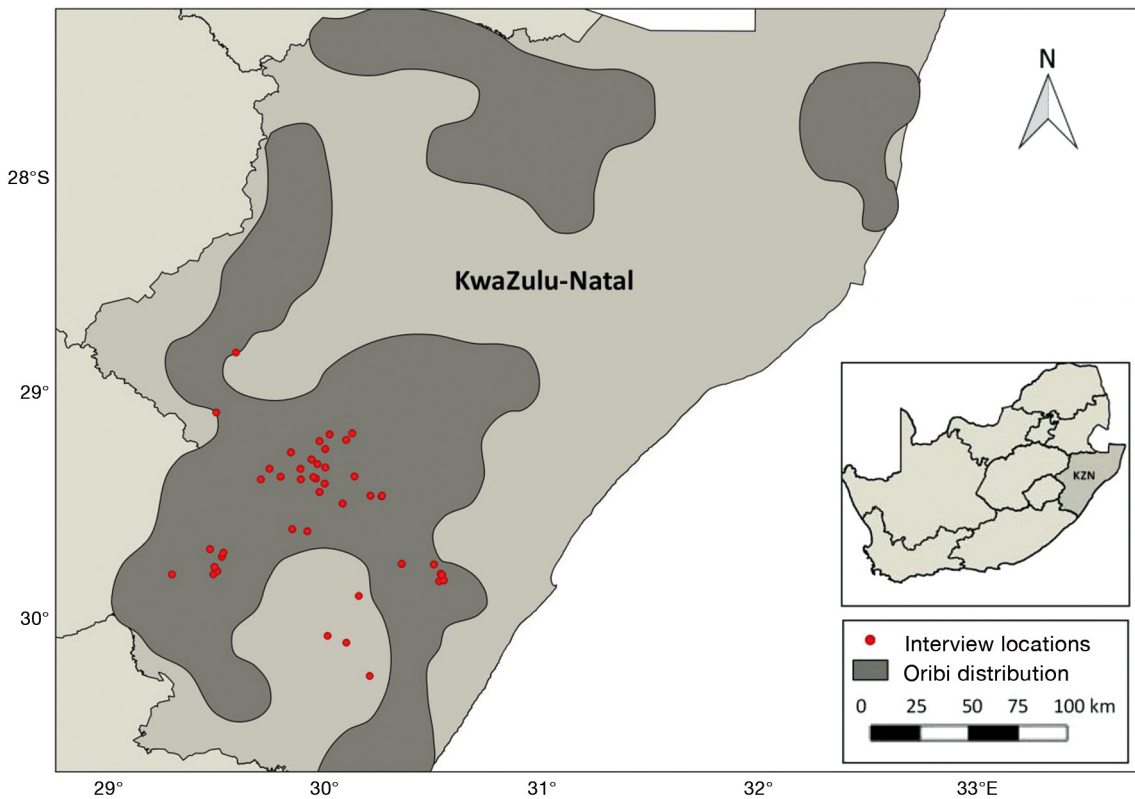 N
28°S
KwaZulu-Natal
29°
KZN
30°
Interview locations
Oribi distribution
0 25 50 75 100 km
29° 30° 31° 32° 33°E